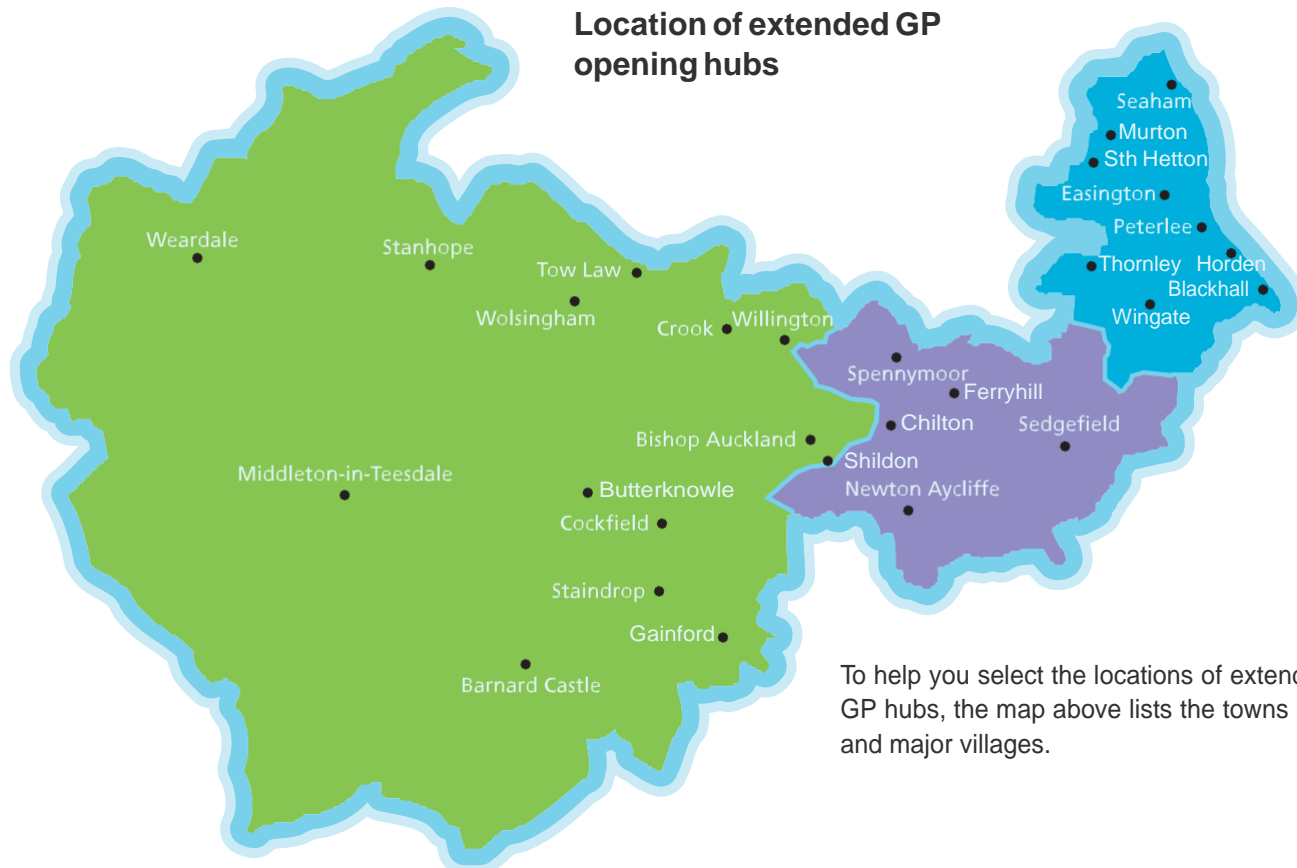 Location of extended GP
opening hubs
Seaham
Murton
Sth Hetton
Easington
Peterlee
Thornley Horden
Blackhall
Wingate
Weardale
Stanhope
Tow Law
Wolsingham
Crook Willington
Spennymoor
Ferryhill
Chilton
Sedgefield
Bishop Auckland
Shildon
Middleton-in-Teesdale
Butterknowle
Newton Aycliffe
Cockfield
Staindrop
Gainford
Barnard Castle
To help you select the locations of extend
GP hubs, the map above lists the towns
and major villages.